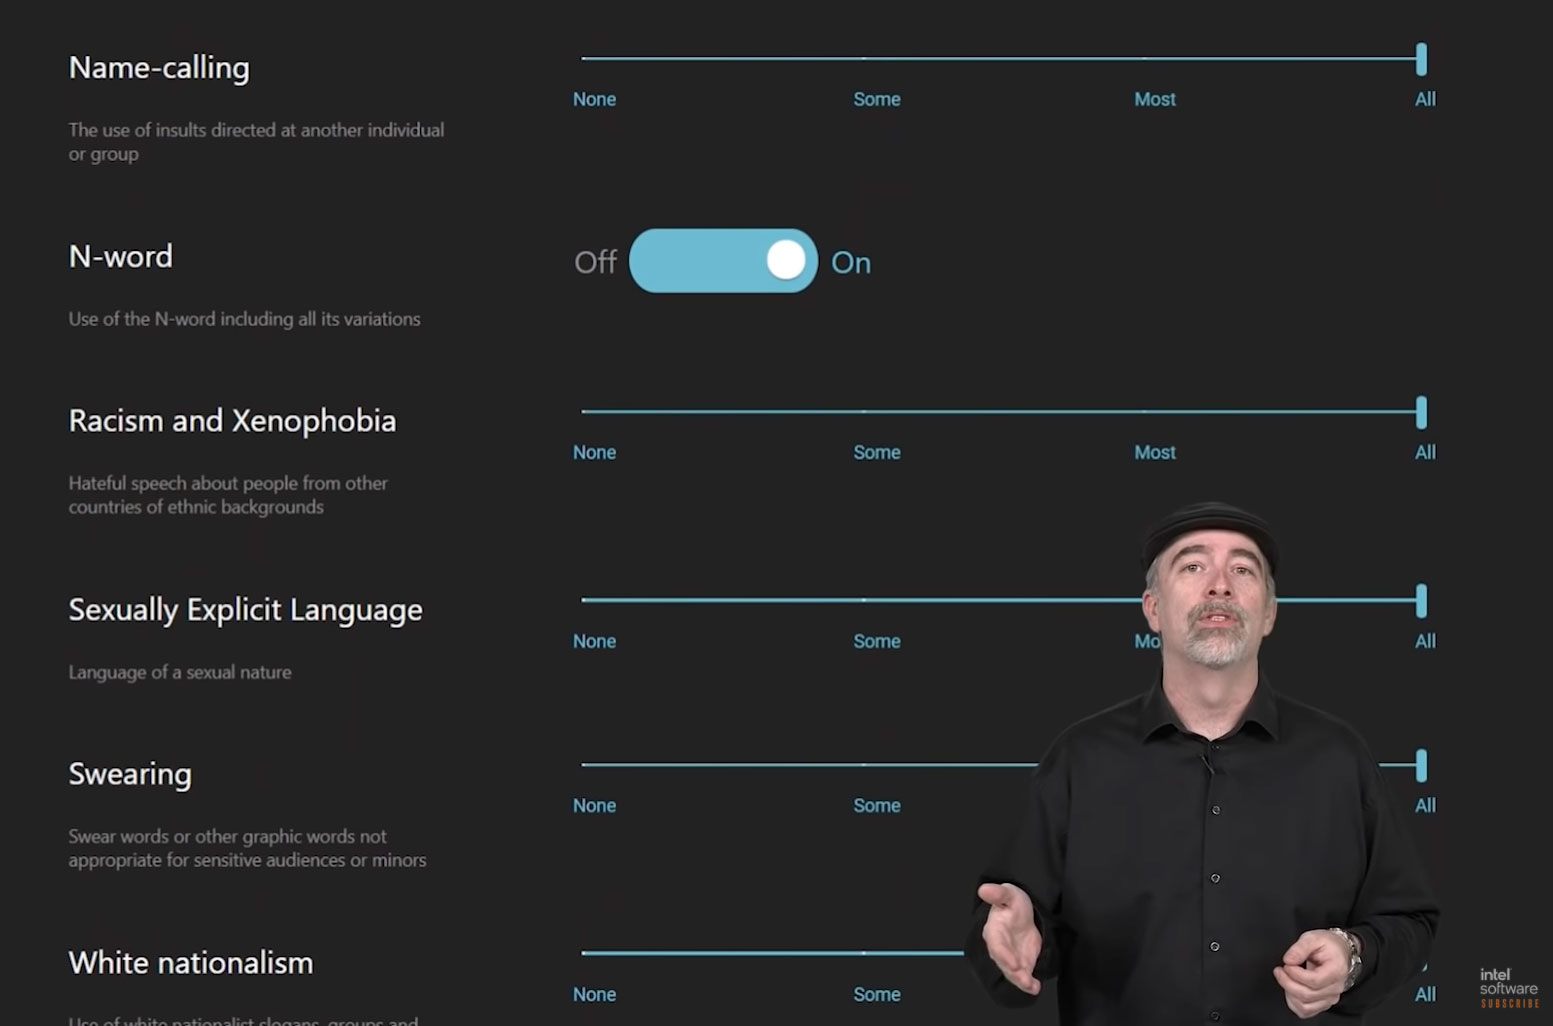 Name-calling
None Some Most All
The use of insults directed at another individual
or group
N-word
Off On
Use of the N-word including all its variations
Racism and Xenophobia
None Some Most All
Hateful speech about people from other
countries of ethnic backgrounds
Sexually Explicit Language
None Some Mo All
Language of a sexual nature
Swearing
None Some All
Swear words or other graphic words not
appropriate for sensitive audiences or minors
White nationalism
None Some All
Use of white nationalist slogans, groups and
intel
software
SUBSCRIBE